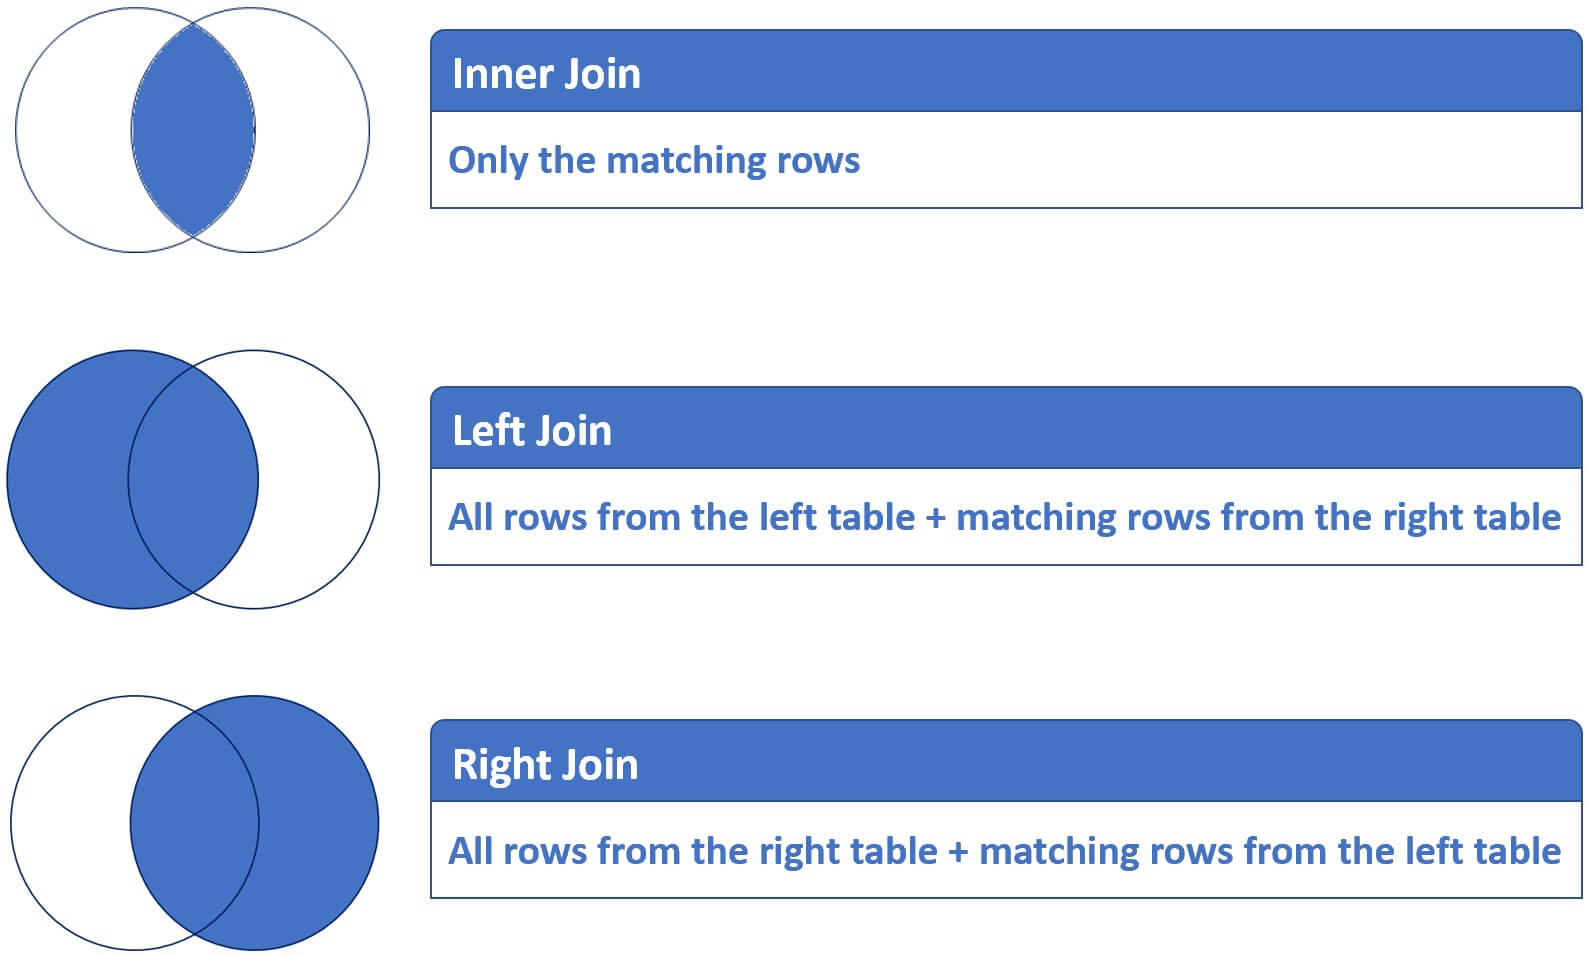 Inner Join
Only the matching rows
Left Join
All rows from the left table + matching rows from the right table
Right Join
All rows from the right table + matching rows from the left table